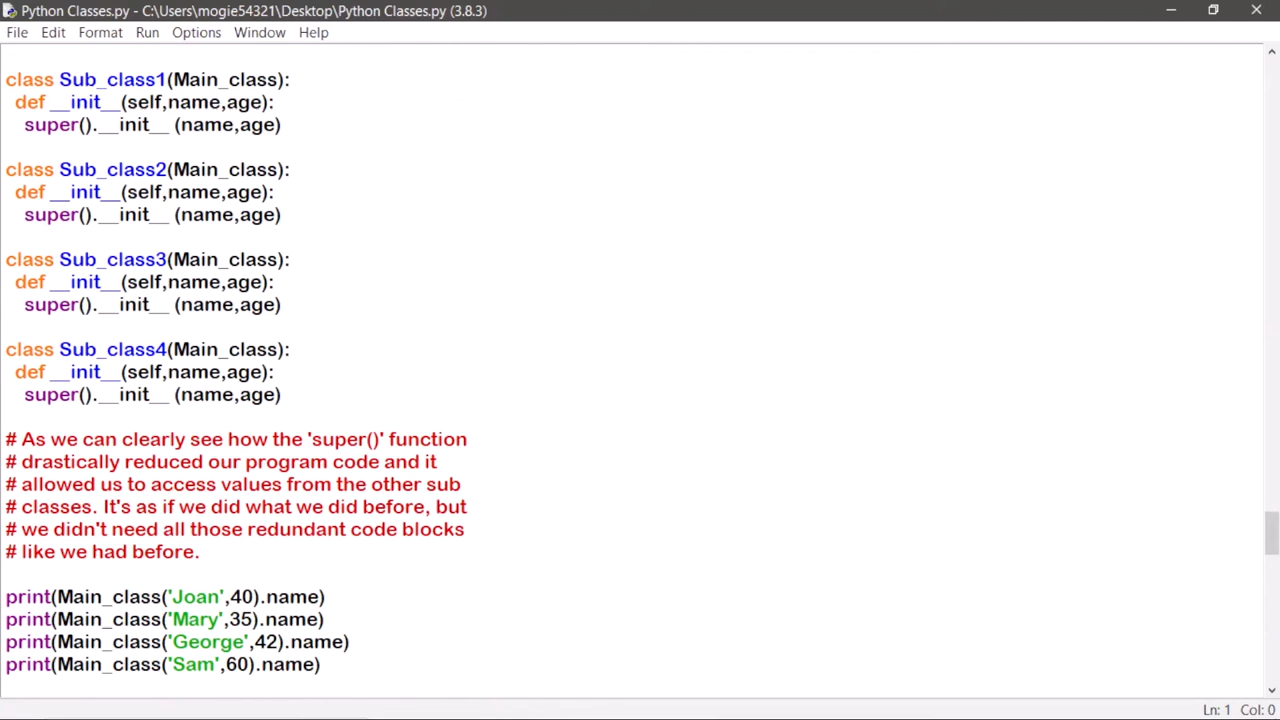 Python Classes.py - C:\Users\mogie54321\Desktop\Python Classes.py (3.8.3)
File Edit Format Run Options Window Help
class Sub_class1(Main_class):
def __init__(self,name,age):
super().__init__ (name,age)
class Sub_class2(Main_class):
def __init__(self,name,age):
super().__init__ (name,age)
class Sub_class3(Main_class):
def __init__(self,name,age):
super().__init__ (name,age)
class Sub_class4(Main_class):
def __init__(self,name,age):
super().__init__ (name,age)
# As we can clearly see how the 'super()' function
# drastically reduced our program code and it
# allowed us to access values from the other sub
# classes. It's as if we did what we did before, but
# we didn't need all those redundant code blocks
# like we had before.
print(Main_class('Joan',40).name)
print(Main_class('Mary',35).name)
print(Main_class('George',42).name)
print(Main_class('Sam',60).name)
Ln: 1 Col: 0